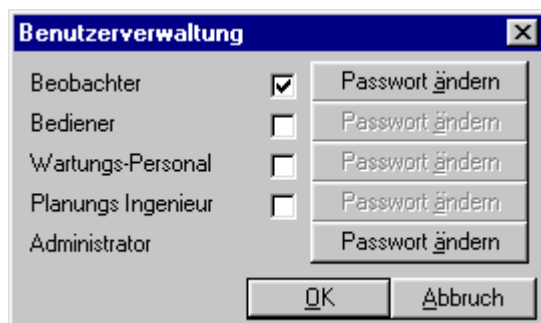 Benutzerverwaltung
Beobachter Passwort ändern
Bediener Passwort ändern
Wartungs-Personal Passwort ändern
Planungs Ingenieur Passwort ändern
Administrator Passwort ändern
OK Abbruch